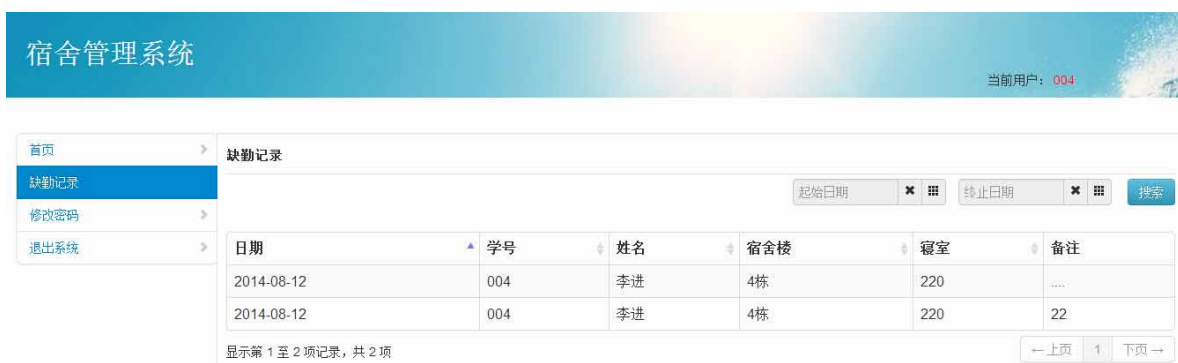 宿舍管理系统
当前用户： 004
首页
缺勤记录
修改密码
退出系统
缺勤记录
起始日期 终止日期 搜索
日期 学号 姓名 宿舍楼 寝室 备注
2014-08-12 004 李进 4栋 220 ....
2014-08-12 004 李进 4栋 220 22
显示第 1 至 2 项记录，共 2 项
←上页 1 下页→